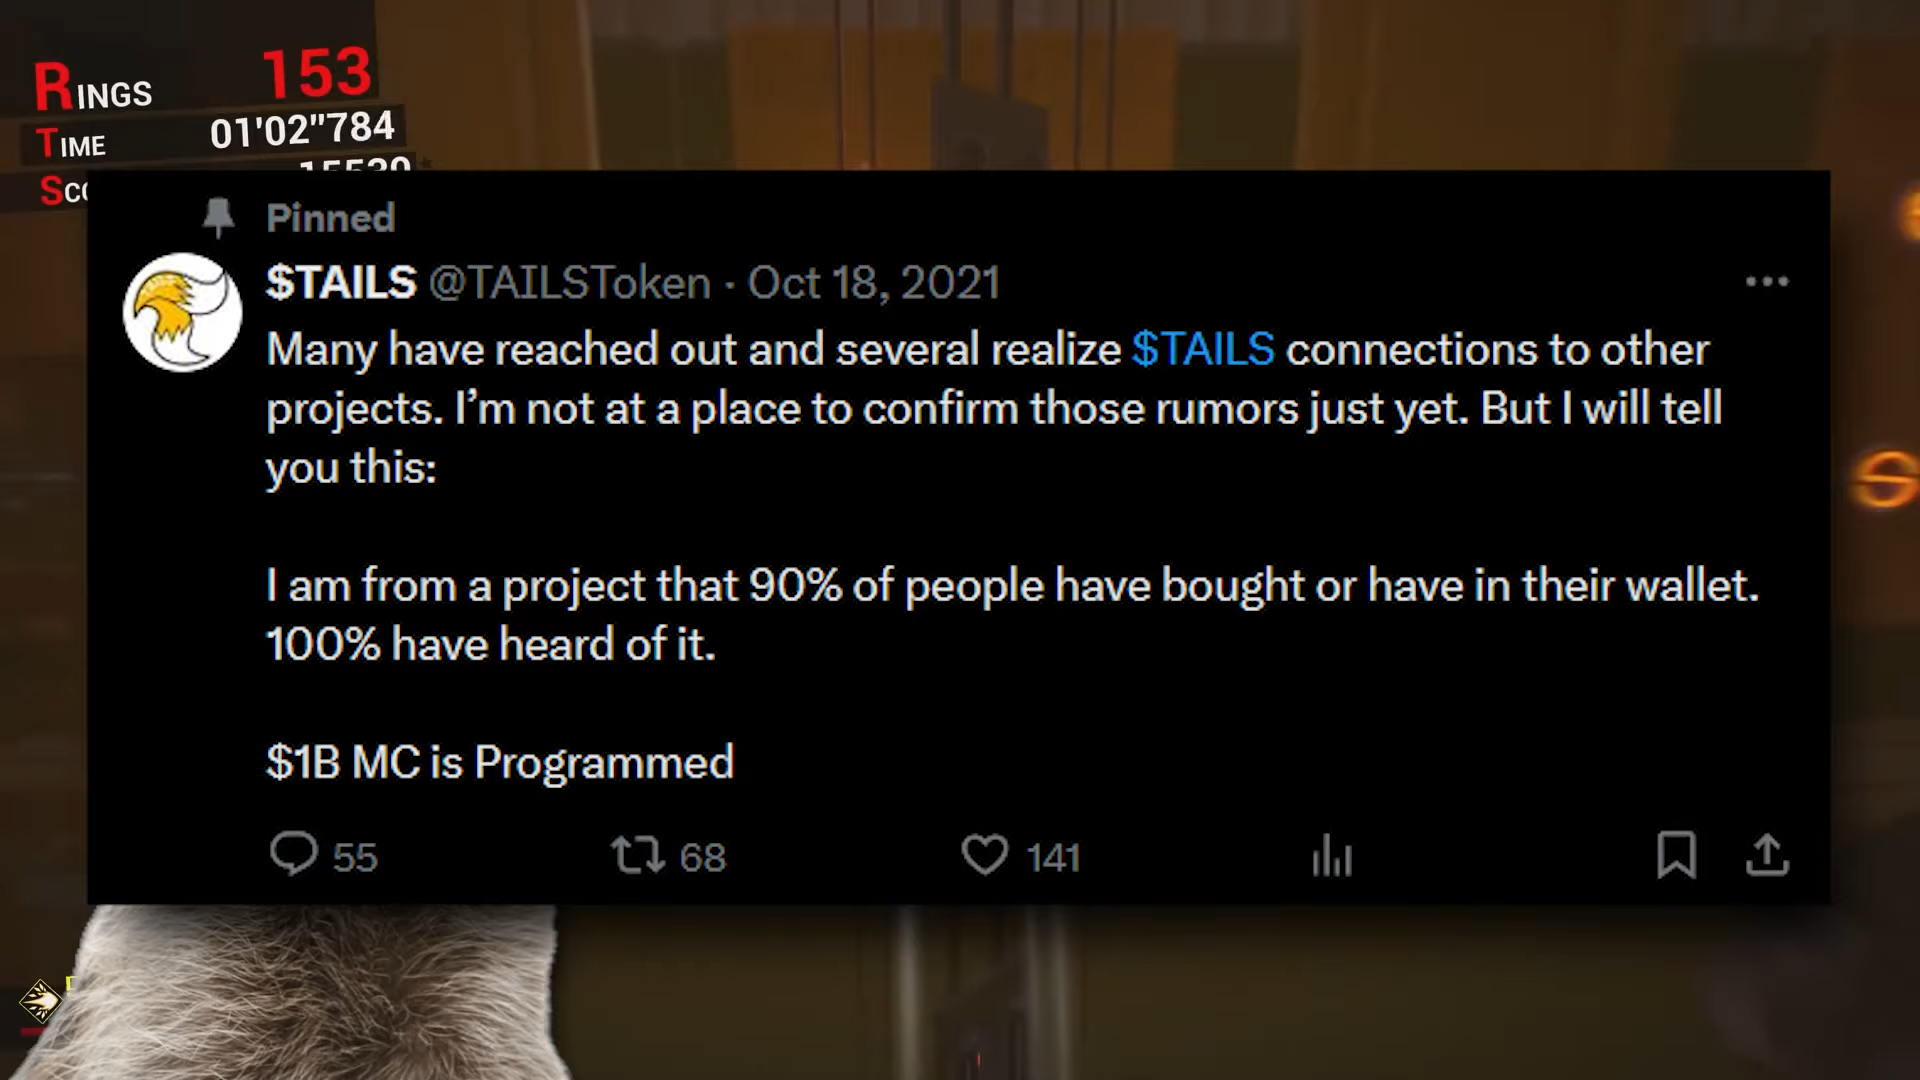 RINGS 153
TIME 01'02"784
Pinned
$TAILS @TAILSToken · Oct 18, 2021
Many have reached out and several realize $TAILS connections to other
projects. I’m not at a place to confirm those rumors just yet. But I will tell
you this:
I am from a project that 90% of people have bought or have in their wallet.
100% have heard of it.
$1B MC is Programmed
55 68 141